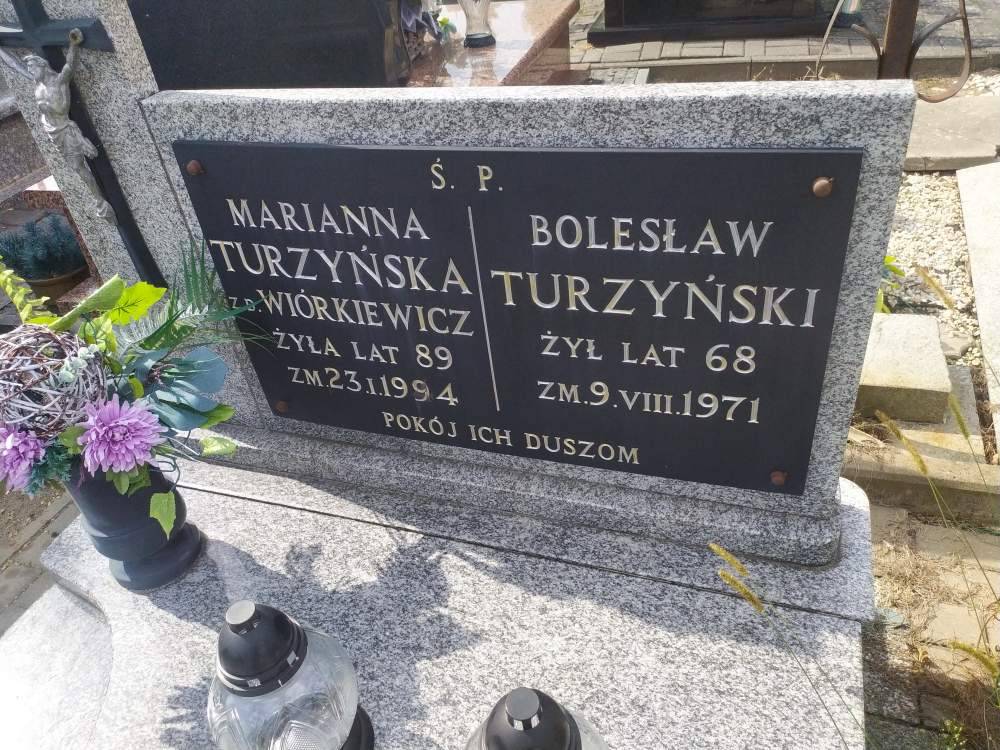 Ś. P.
MARIANNA
TURZYŃSKA
Z D. WIÓRKIEWICZ
ŻYŁA LAT 89
ZM. 23.I.1994
BOLESŁAW
TURZYŃSKI
ŻYŁ LAT 68
ZM. 9.VIII.1971
POKÓJ ICH DUSZOM